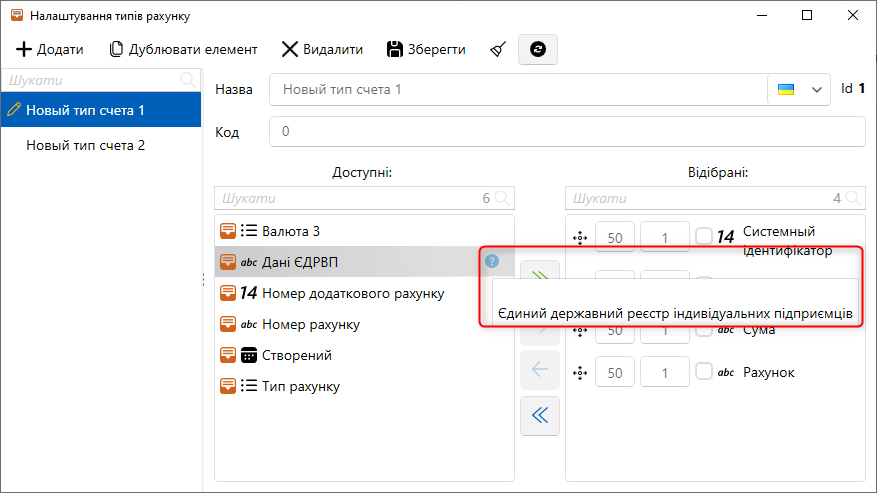 Налаштування типів рахунку
Додати Дублювати елемент Видалити Зберегти
Шукати
Новый тип счета 1
Новый тип счета 2
Назва Новый тип счета 1 Id 1
Код 0
Доступні:
Шукати 6
Валюта 3
abc Дані ЄДРВП ?
14 Номер додаткового рахунку
abc Номер рахунку
Створений
Тип рахунку
Відібрані:
Шукати 4
50 1 14 Системный
ідентифікатор
Єдиний державний реєстр індивідуальних підприємців
50 1 abc Сума
50 1 abc Рахунок